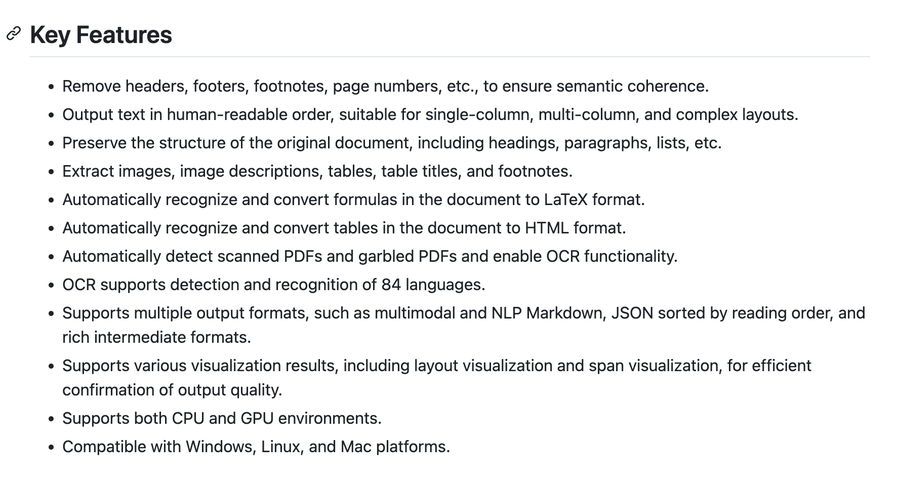 Key Features
• Remove headers, footers, footnotes, page numbers, etc., to ensure semantic coherence.
• Output text in human-readable order, suitable for single-column, multi-column, and complex layouts.
• Preserve the structure of the original document, including headings, paragraphs, lists, etc.
• Extract images, image descriptions, tables, table titles, and footnotes.
• Automatically recognize and convert formulas in the document to LaTeX format.
• Automatically recognize and convert tables in the document to HTML format.
• Automatically detect scanned PDFs and garbled PDFs and enable OCR functionality.
• OCR supports detection and recognition of 84 languages.
• Supports multiple output formats, such as multimodal and NLP Markdown, JSON sorted by reading order, and
rich intermediate formats.
• Supports various visualization results, including layout visualization and span visualization, for efficient
confirmation of output quality.
• Supports both CPU and GPU environments.
• Compatible with Windows, Linux, and Mac platforms.